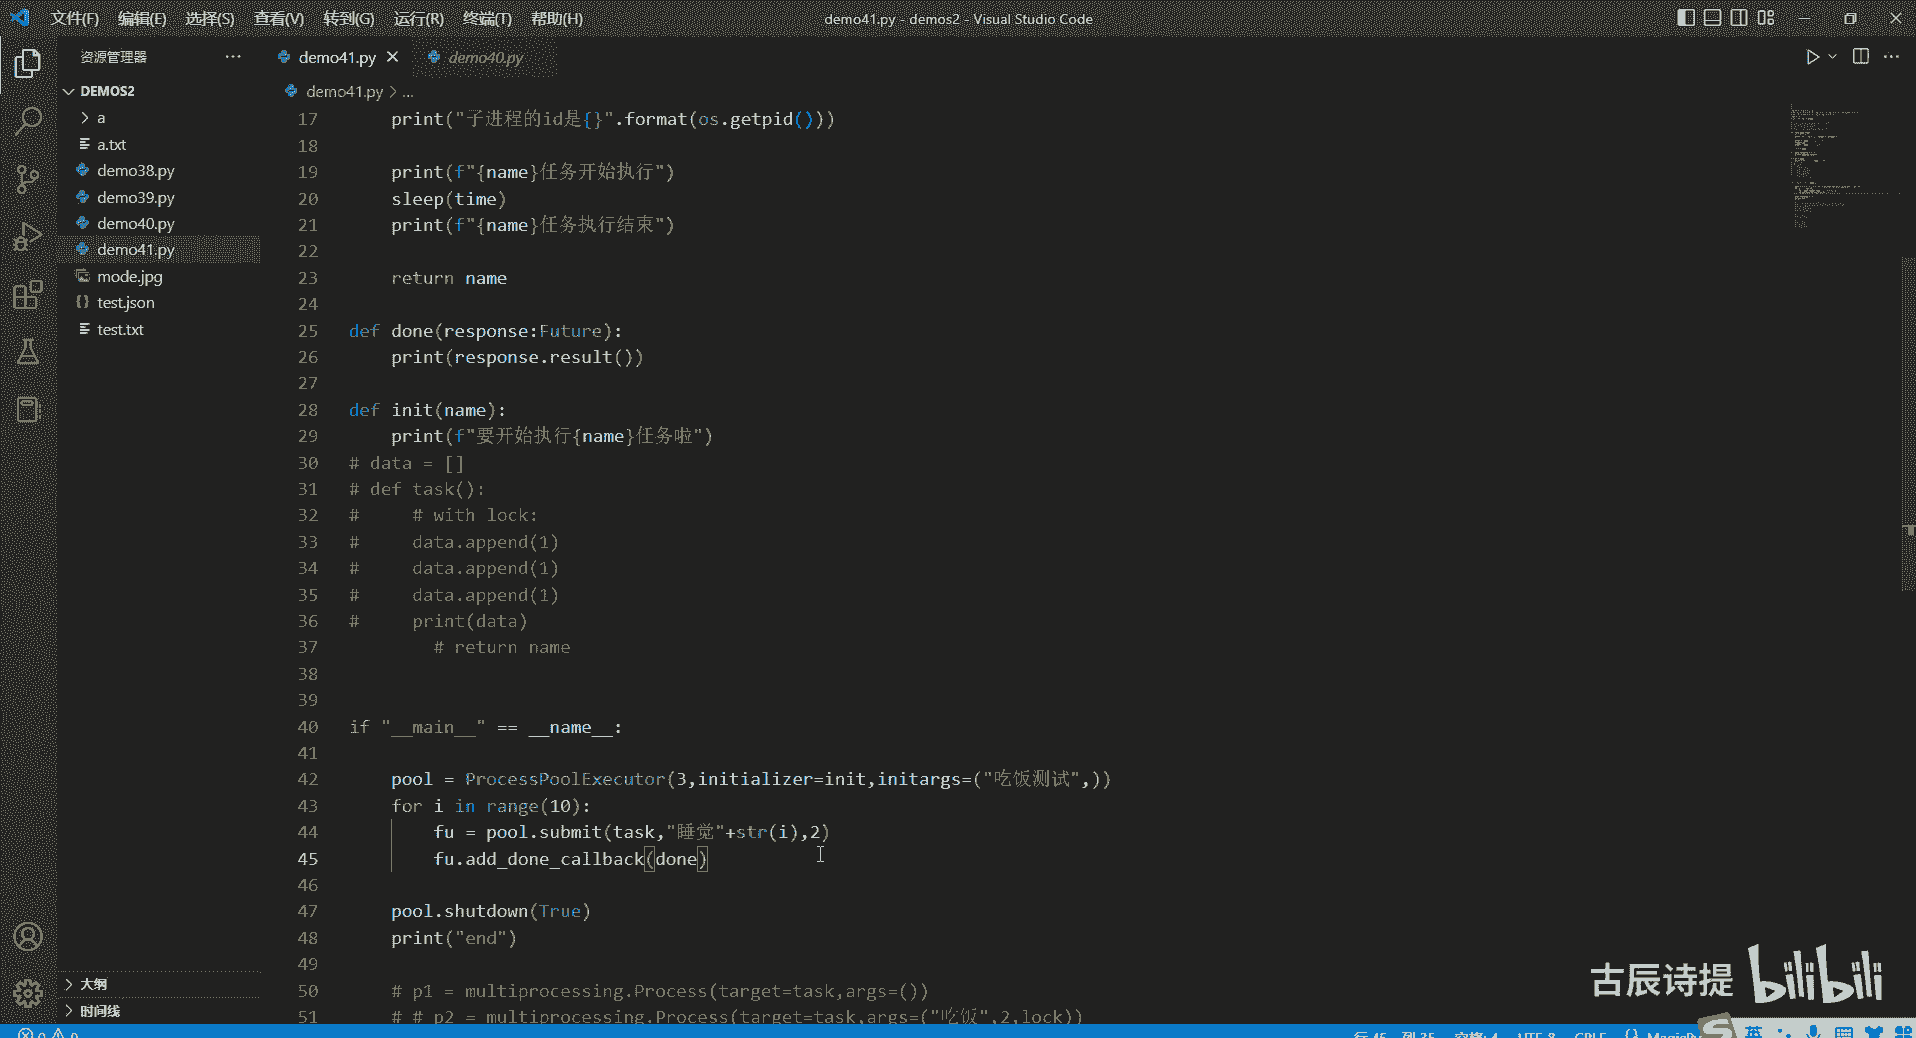 文件(F) 编辑(E) 选择(S) 查看(V) 转到(G) 运行(R) 终端(T) 帮助(H)
demo41.py - demos2 - Visual Studio Code
资源管理器
DEMOS2
a
a.txt
demo38.py
demo39.py
demo40.py
demo41.py
mode.jpg
test.json
test.txt
大纲
时间线
demo41.py
demo40.py
demo41.py > ...
17 print("子进程的id是{}".format(os.getpid()))
18
19 print(f"{name}任务开始执行")
20 sleep(time)
21 print(f"{name}任务执行结束")
22
23 return name
24
25 def done(response:Future):
26 print(response.result())
27
28 def init(name):
29 print(f"要开始执行{name}任务啦")
30 # data = []
31 # def task():
32 # # with lock:
33 # data.append(1)
34 # data.append(1)
35 # data.append(1)
36 # print(data)
37 # return name
38
39
40 if "__main__" == __name__:
41
42 pool = ProcessPoolExecutor(3,initializer=init,initargs=("吃饭测试",))
43 for i in range(10):
44 fu = pool.submit(task,"睡觉"+str(i),2)
45 fu.add_done_callback(done)
46
47 pool.shutdown(True)
48 print("end")
49
50 # p1 = multiprocessing.Process(target=task,args=())
51 # # p2 = multiprocessing.Process(target=task,args=("吃饭",2,lock))
古辰诗提 bilibili
行 45, 列 35 空格: 4 UTF-8 CRLF
英